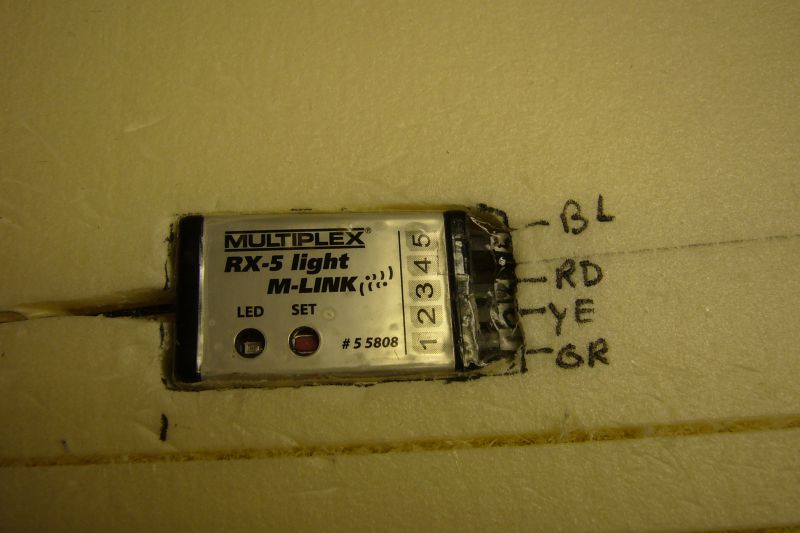 MULTIPLEX®
RX-5 light
M-LINK
LED SET
# 5 5808
1 2 3 4 5
BL
RD
YE
GR